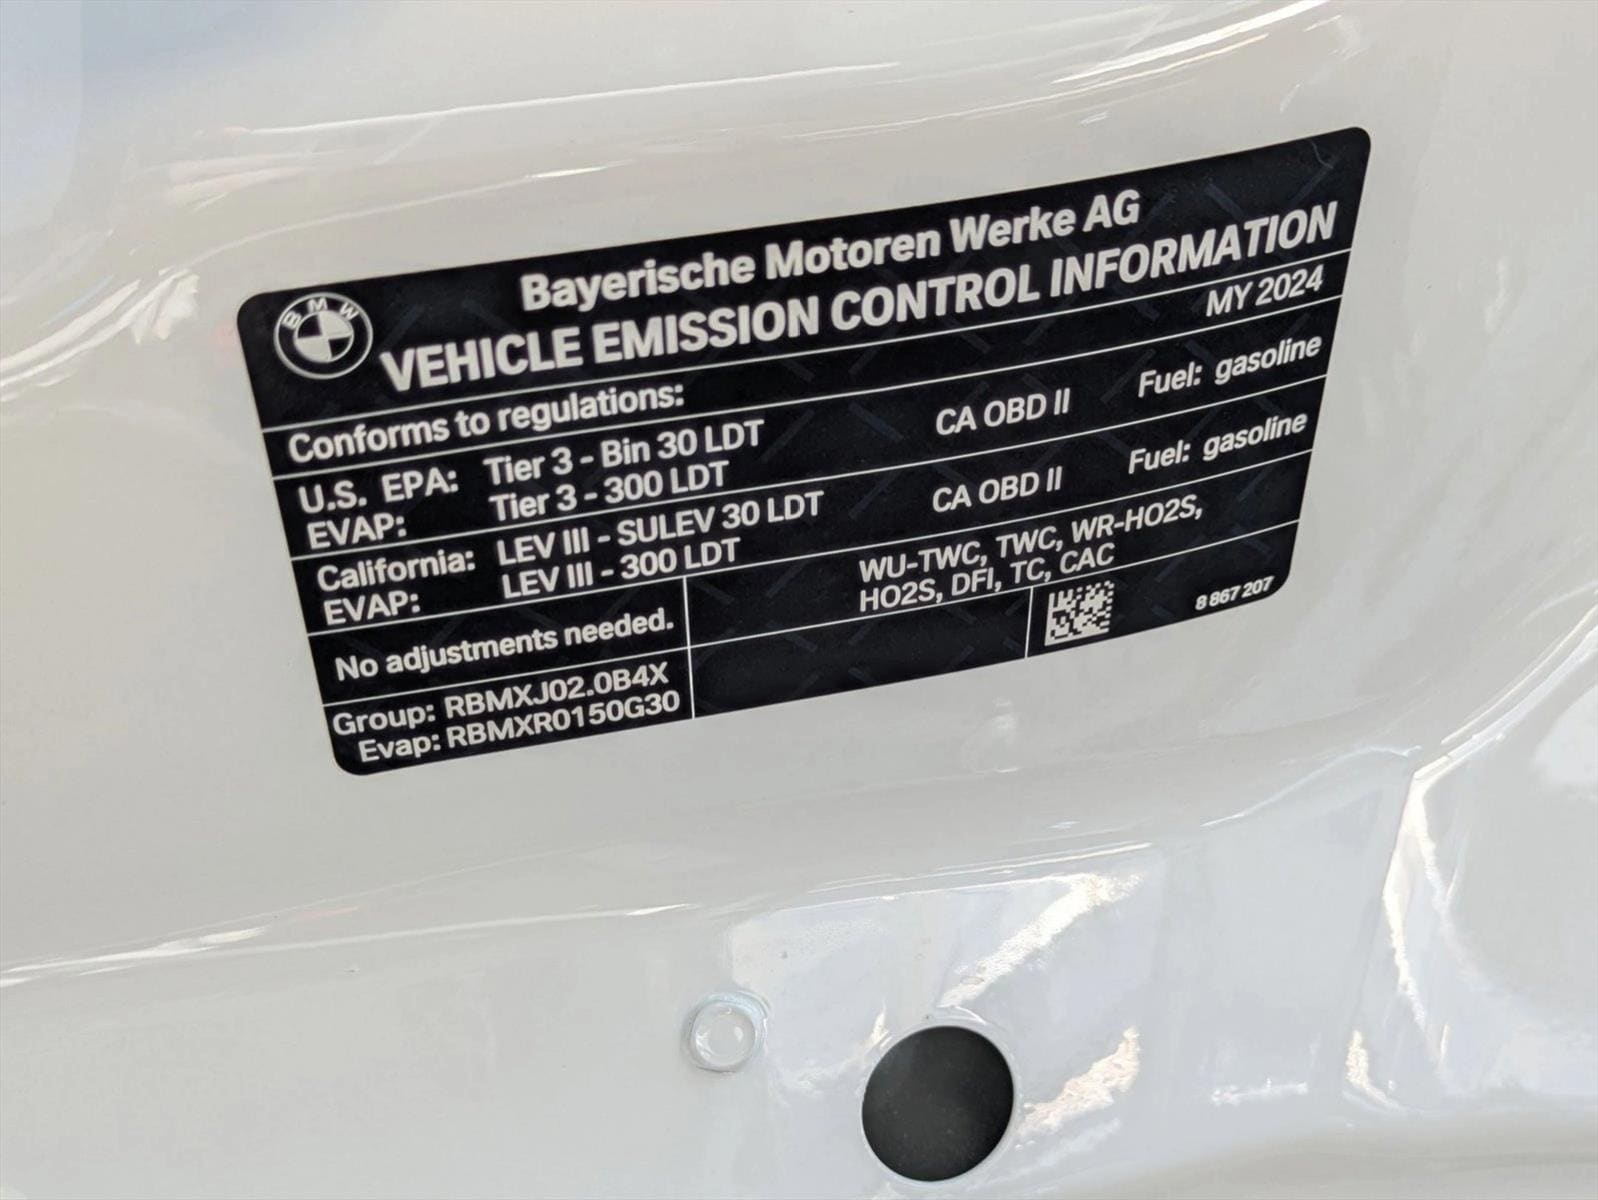 BMW
Bayerische Motoren Werke AG
VEHICLE EMISSION CONTROL INFORMATION
Conforms to regulations: MY 2024
U.S. EPA: Tier 3 - Bin 30 LDT CA OBD II Fuel: gasoline
EVAP: Tier 3 - 300 LDT
California: LEV III - SULEV 30 LDT CA OBD II Fuel: gasoline
EVAP: LEV III - 300 LDT
No adjustments needed.
WU-TWC, TWC, WR-HO2S,
HO2S, DFI, TC, CAC
Group: RBMXJ02.0B4X
Evap: RBMXR0150G30
8 867 207